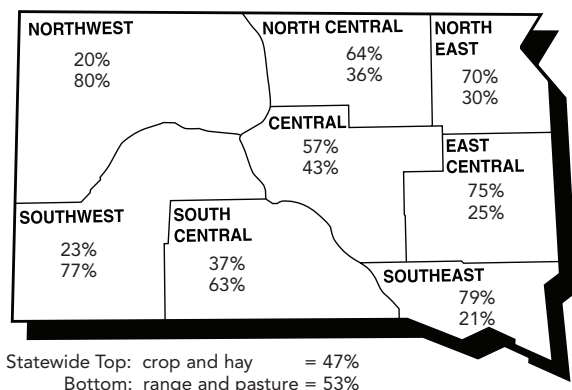 NORTHWEST
20%
80%
NORTH CENTRAL
64%
36%
NORTH
EAST
70%
30%
CENTRAL
57%
43%
EAST
CENTRAL
75%
25%
SOUTHWEST
23%
77%
SOUTH
CENTRAL
37%
63%
SOUTHEAST
79%
21%
Statewide Top: crop and hay = 47%
Bottom: range and pasture = 53%